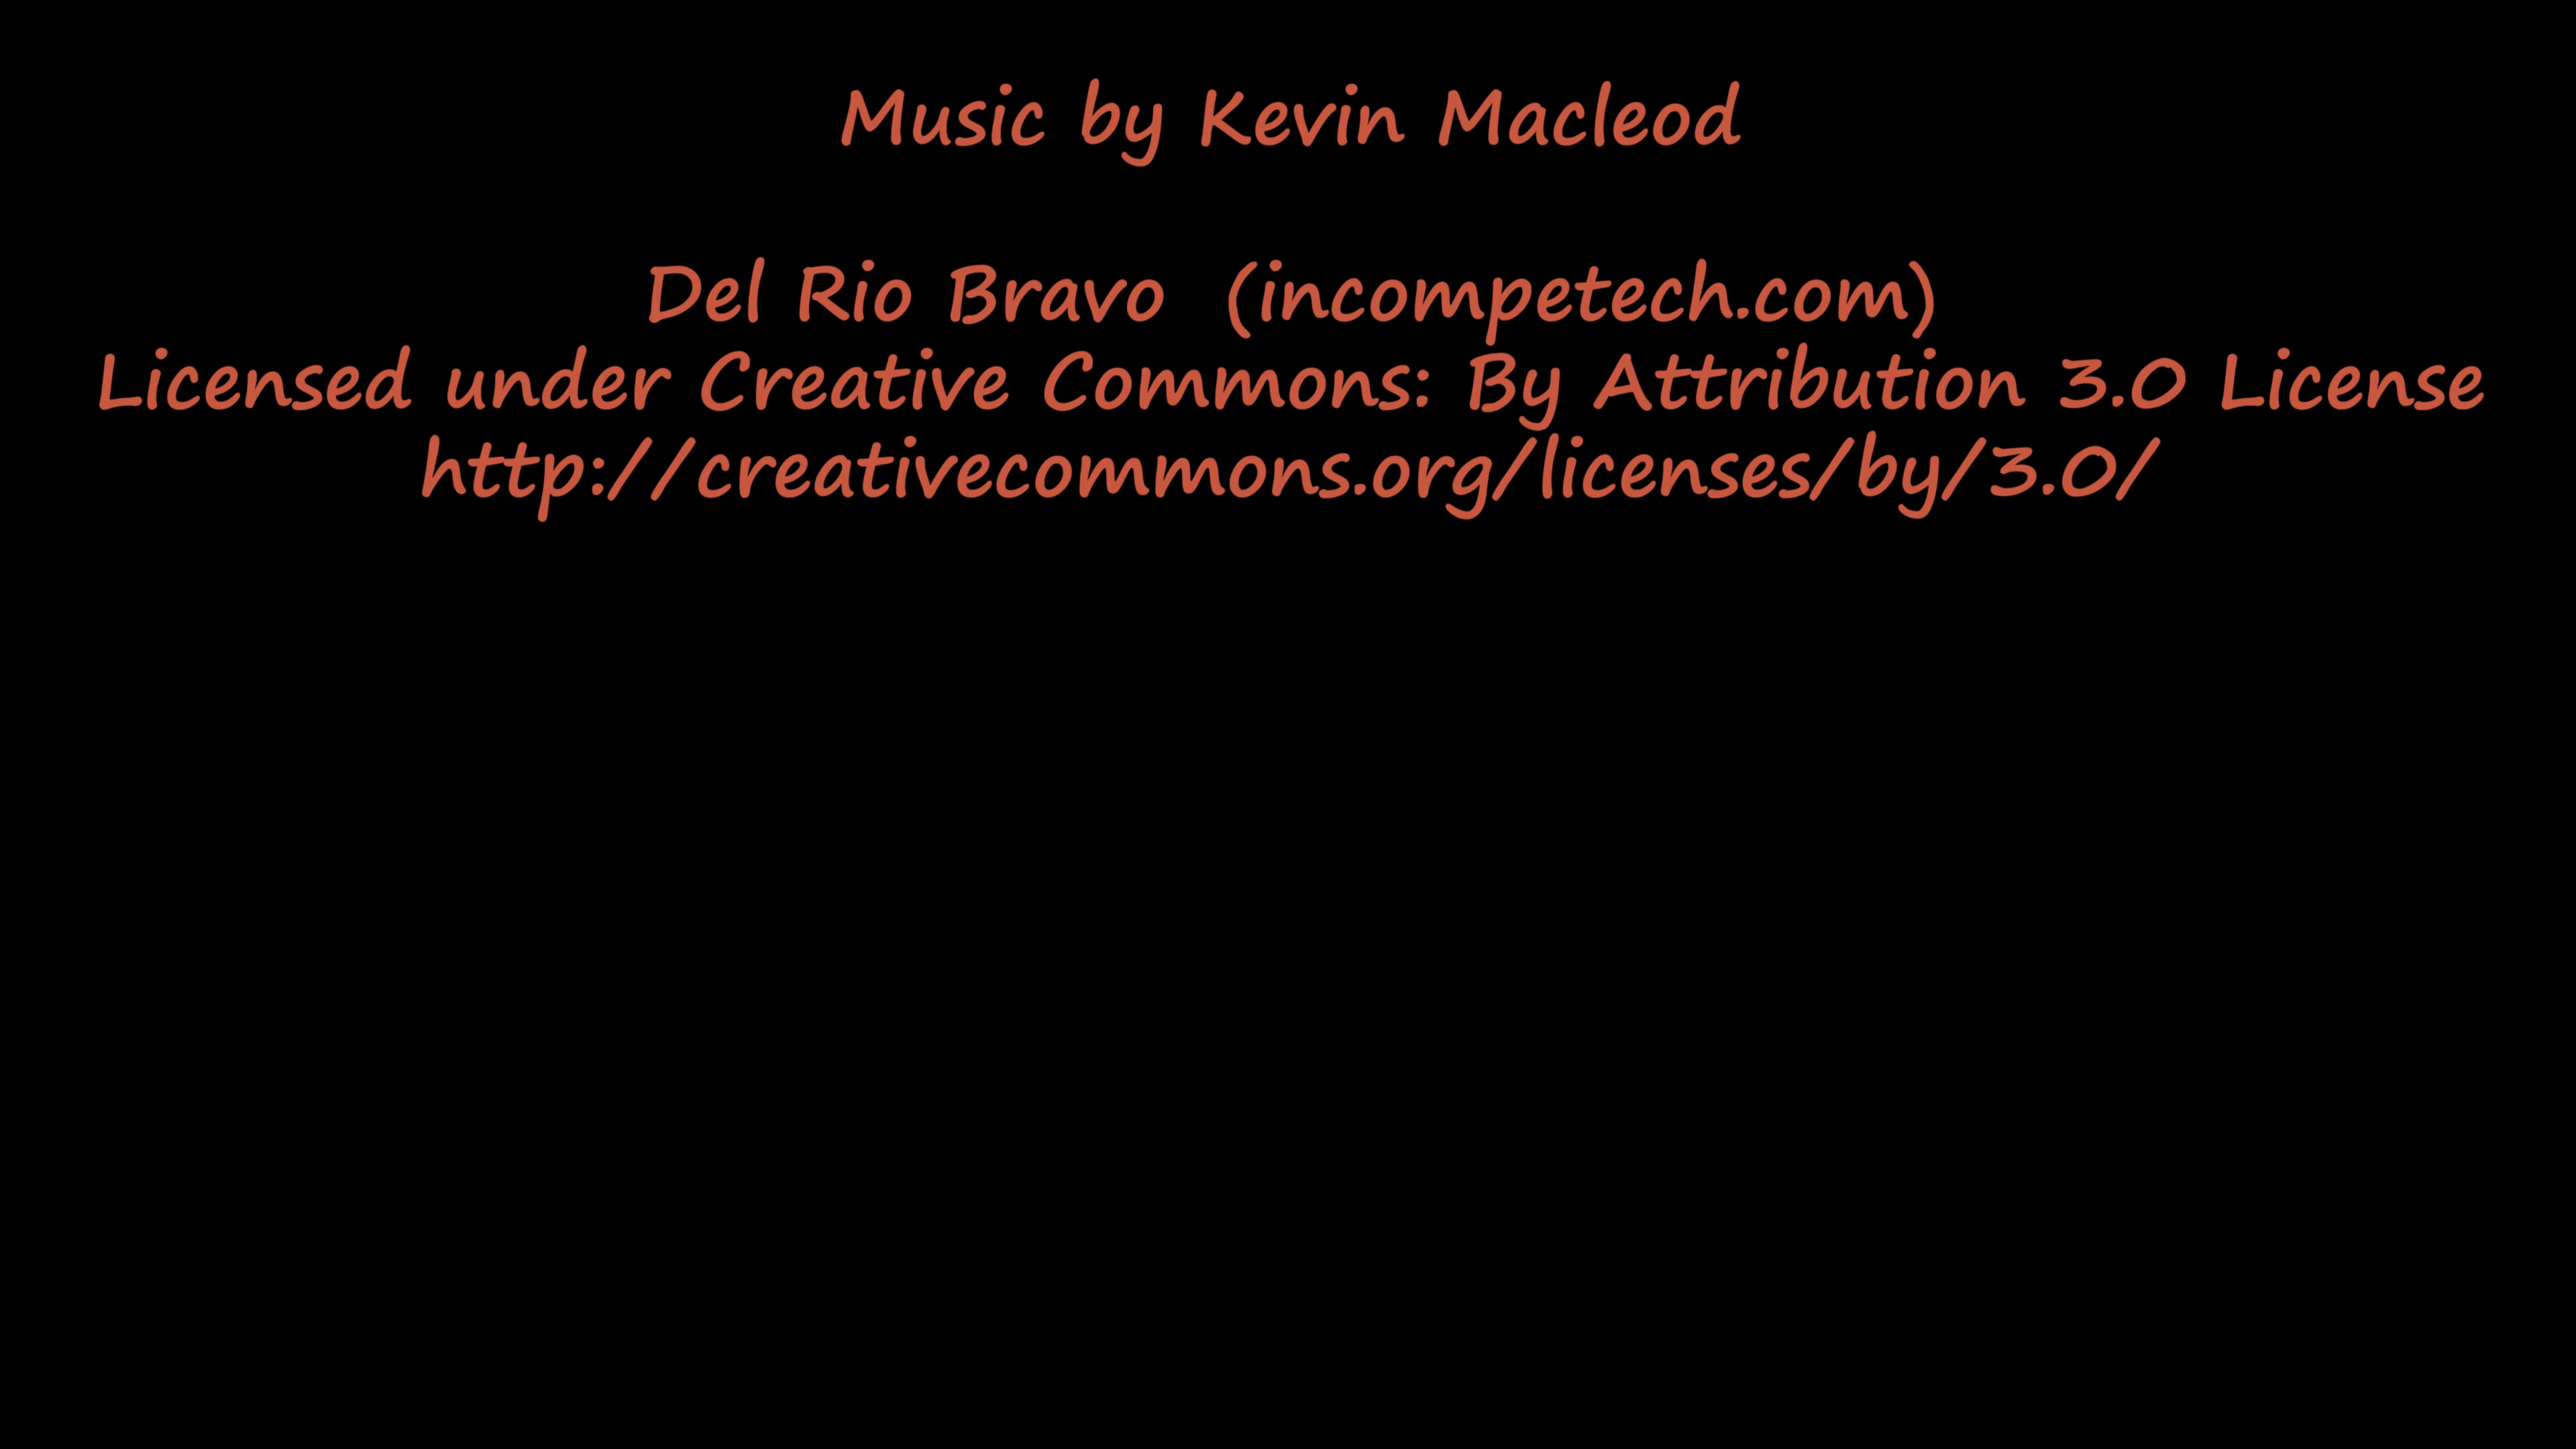 Music by Kevin Macleod
Del Rio Bravo  (incompetech.com)
Licensed under Creative Commons: By Attribution 3.0 License
http://creativecommons.org/licenses/by/3.0/